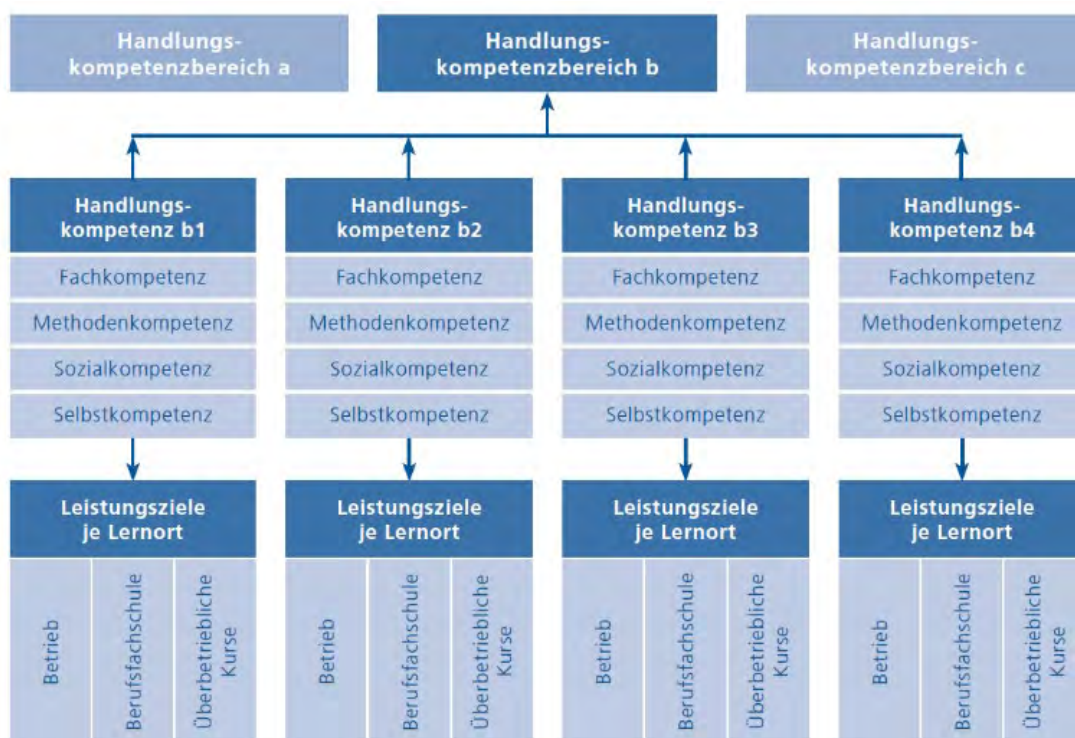 Handlungs-
kompetenzbereich a
Handlungs-
kompetenzbereich b
Handlungs-
kompetenzbereich c
Handlungs-
kompetenz b1
Fachkompetenz
Methodenkompetenz
Sozialkompetenz
Selbstkompetenz
Leistungsziele
je Lernort
Betrieb
Berufsfachschule
Überbetriebliche
Kurse
Handlungs-
kompetenz b2
Fachkompetenz
Methodenkompetenz
Sozialkompetenz
Selbstkompetenz
Leistungsziele
je Lernort
Betrieb
Berufsfachschule
Überbetriebliche
Kurse
Handlungs-
kompetenz b3
Fachkompetenz
Methodenkompetenz
Sozialkompetenz
Selbstkompetenz
Leistungsziele
je Lernort
Betrieb
Berufsfachschule
Überbetriebliche
Kurse
Handlungs-
kompetenz b4
Fachkompetenz
Methodenkompetenz
Sozialkompetenz
Selbstkompetenz
Leistungsziele
je Lernort
Betrieb
Berufsfachschule
Überbetriebliche
Kurse